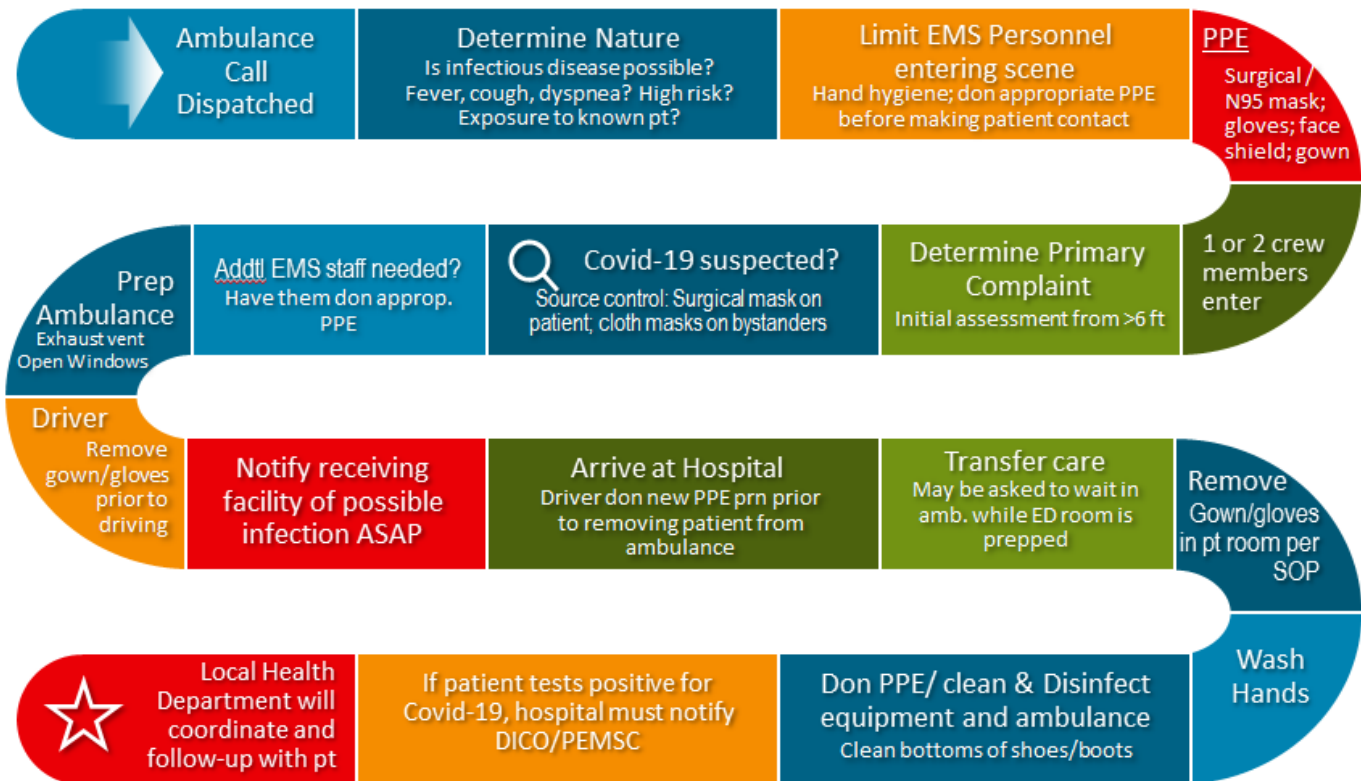 Ambulance
Call
Dispatched
Determine Nature
Is infectious disease possible?
Fever, cough, dyspnea? High risk?
Exposure to known pt?
Limit EMS Personnel
entering scene
Hand hygiene; don appropriate PPE
before making patient contact
PPE
Surgical /
N95 mask;
gloves; face
shield; gown
1 or 2 crew
members
enter
Determine Primary
Complaint
Initial assessment from >6 ft
Covid-19 suspected?
Source control: Surgical mask on
patient; cloth masks on bystanders
Addtl EMS staff needed?
Have them don approp.
PPE
Prep
Ambulance
Exhaust vent
Open Windows
Driver
Remove
gown/gloves
prior to
driving
Notify receiving
facility of possible
infection ASAP
Arrive at Hospital
Driver don new PPE prn prior
to removing patient from
ambulance
Transfer care
May be asked to wait in
amb. while ED room is
prepped
Remove
Gown/gloves
in pt room per
SOP
Wash
Hands
Don PPE/ clean & Disinfect
equipment and ambulance
Clean bottoms of shoes/boots
If patient tests positive for
Covid-19, hospital must notify
DICO/PEMSC
Local Health
Department will
coordinate and
follow-up with pt